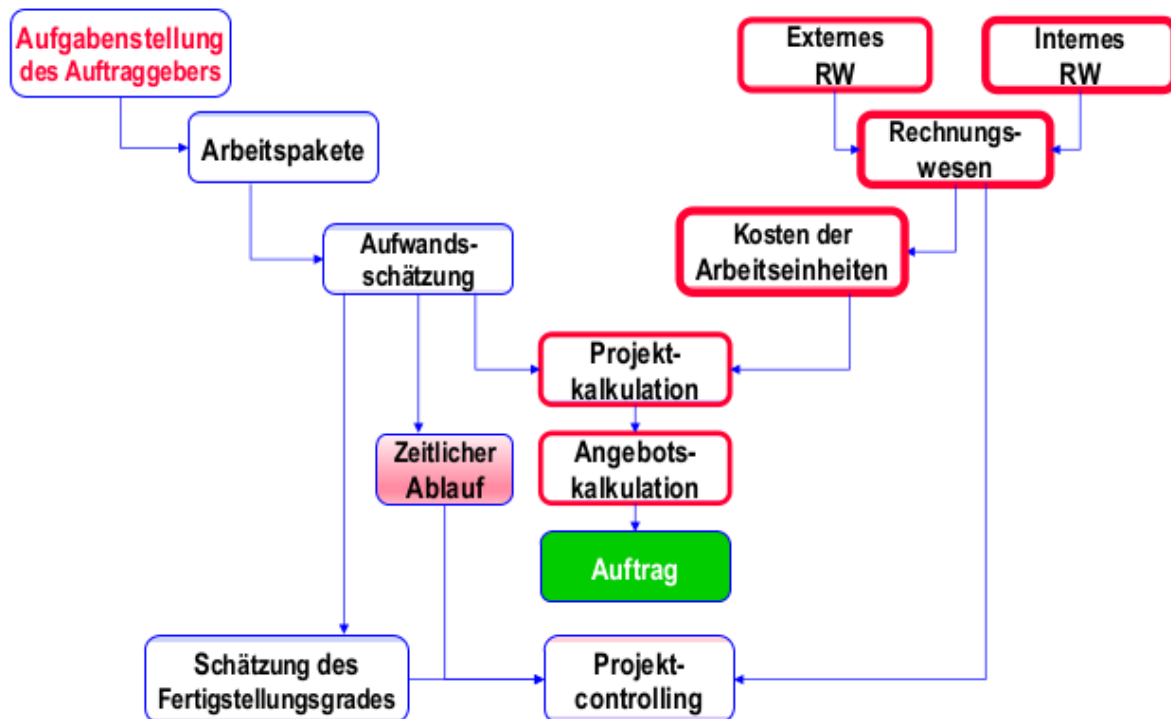 Aufgabenstellung
des Auftraggebers
Externes
RW
Internes
RW
Arbeitspakete
Rechnungs-
wesen
Aufwands-
schätzung
Kosten der
Arbeitseinheiten
Projekt-
kalkulation
Zeitlicher
Ablauf
Angebots-
kalkulation
Auftrag
Schätzung des
Fertigstellungsgrades
Projekt-
controlling